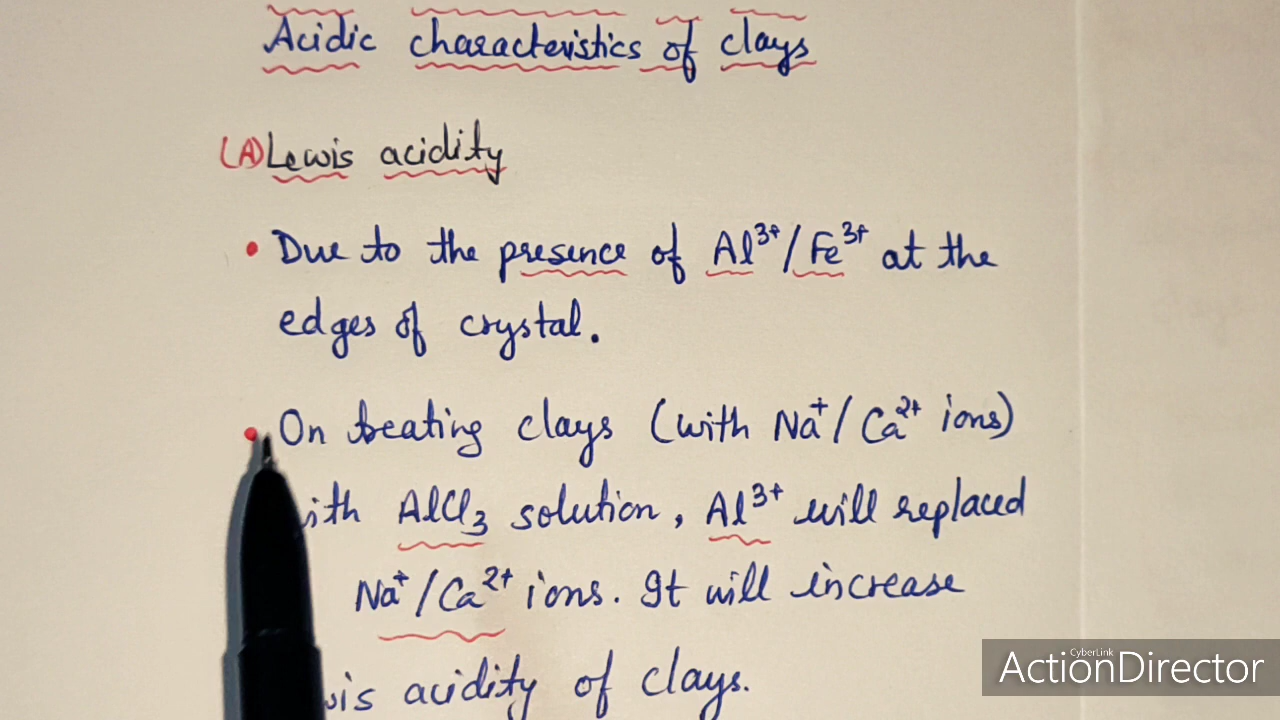 Acidic characteristics of clays
(A) Lewis acidity
• Due to the presence of Al³⁺/Fe³⁺ at the
edges of crystal.
• On treating clays (with Na⁺/Ca²⁺ ions)
AlCl₃ solution, Al³⁺ will replaced
Na⁺/Ca²⁺ ions. It will increase
acidity of clays.
CyberLink
ActionDirector